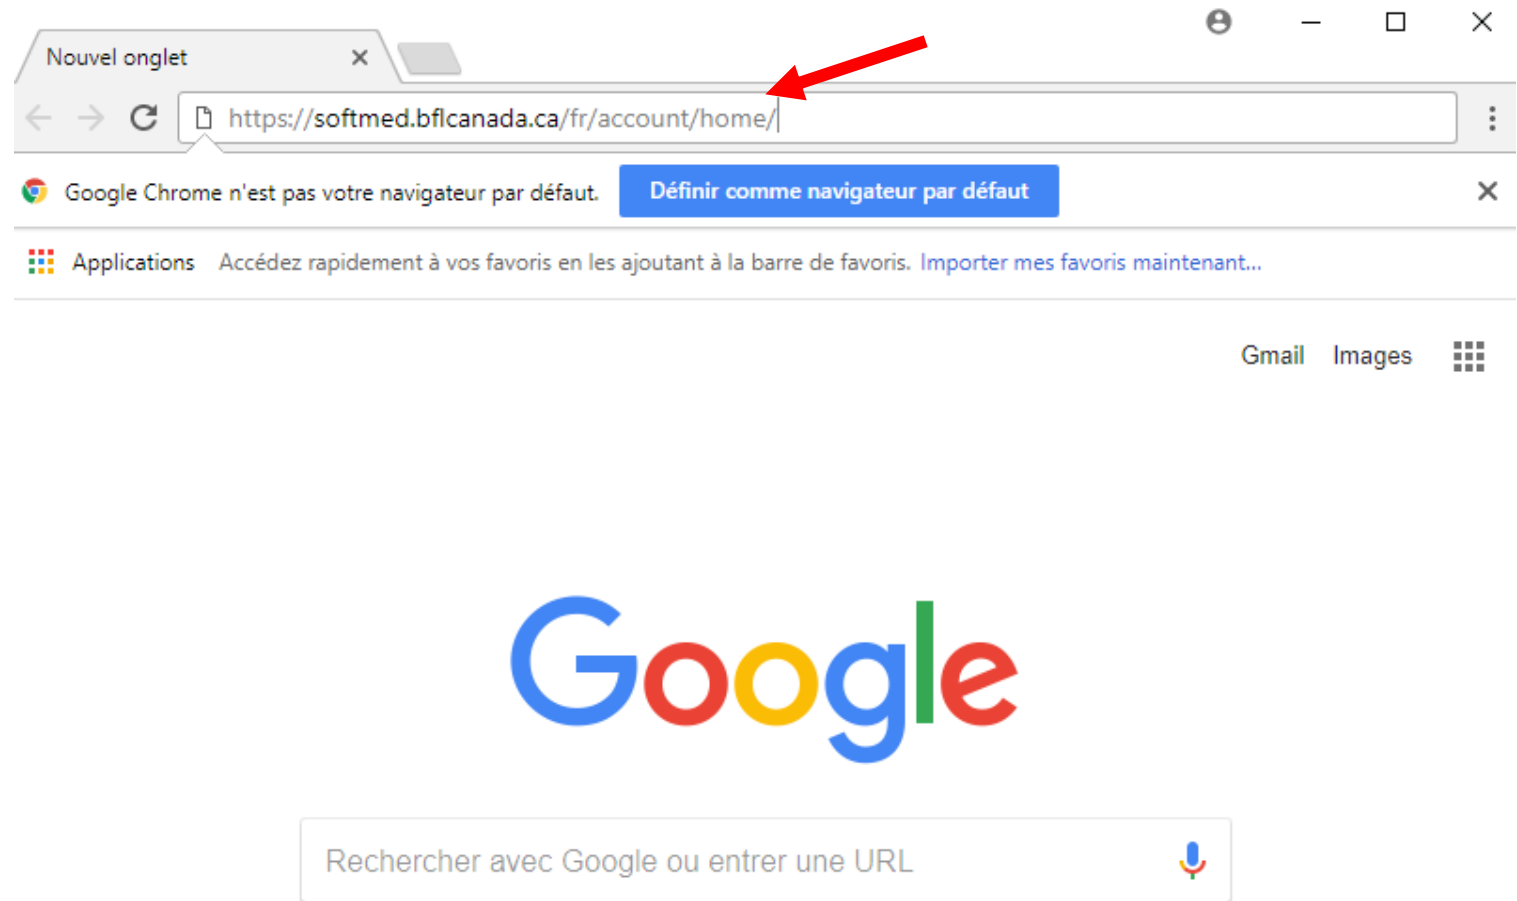 Nouvel onglet
https://softmed.bflcanada.ca/fr/account/home/
Google Chrome n'est pas votre navigateur par défaut. Définir comme navigateur par défaut
Applications Accédez rapidement à vos favoris en les ajoutant à la barre de favoris. Importer mes favoris maintenant...
Gmail Images
Google
Rechercher avec Google ou entrer une URL